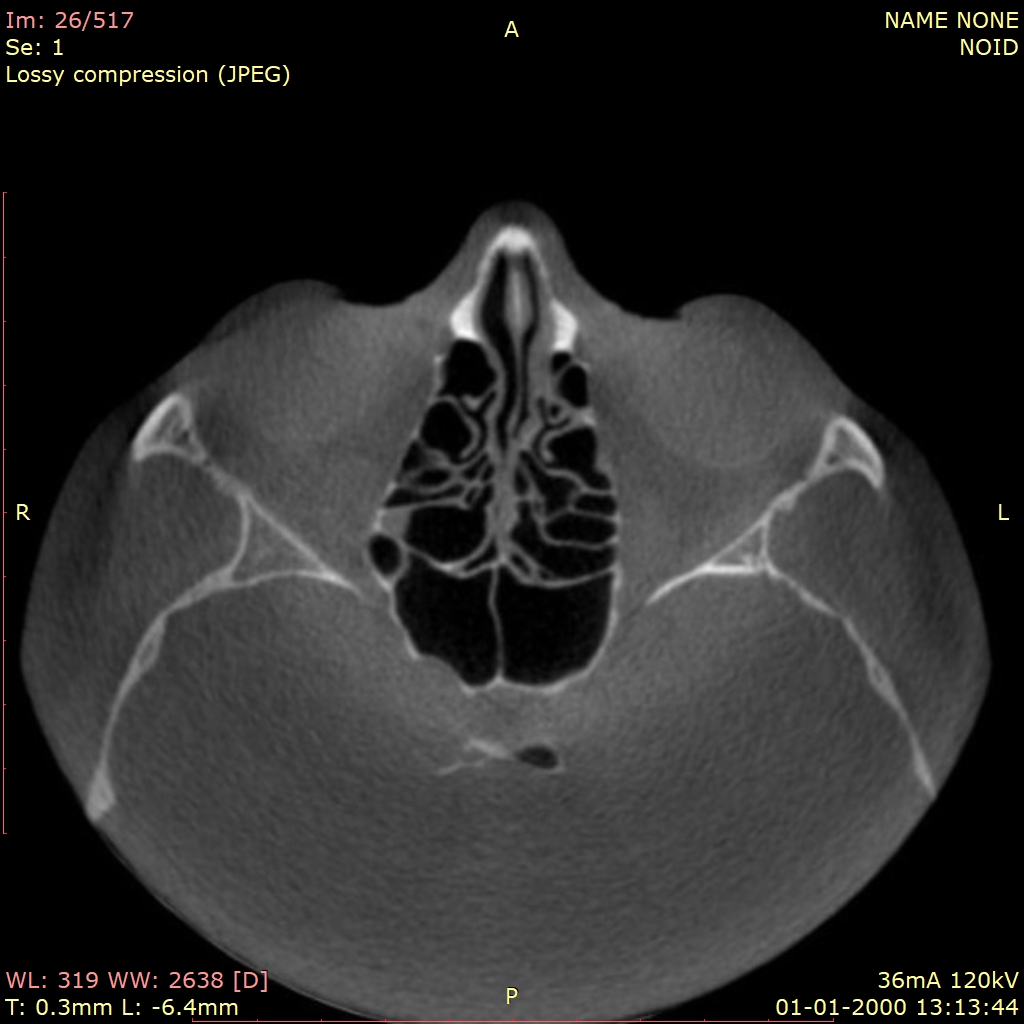 Im: 26/517
Se: 1
Lossy compression (JPEG)
A
NAME NONE
NOID
R
L
WL: 319 WW: 2638 [D]
T: 0.3mm L: -6.4mm
P
36mA 120kV
01-01-2000 13:13:44